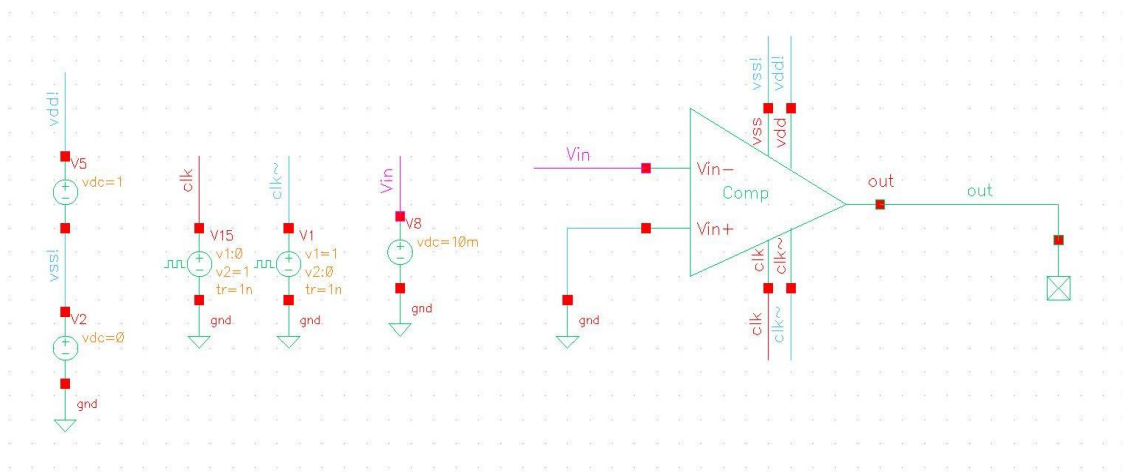 vdd!
V5
vdc=1
vss!
V2
vdc=0
gnd
clk
V15
v1:0
v2=1
tr=1n
gnd
clk~
V1
v1=1
v2:0
tr=1n
gnd
Vin
V8
vdc=10m
gnd
Vin
gnd
vss!
vdd!
vss
vdd
Vin-
Comp
Vin+
clk
clk~
clk
clk~
out
out